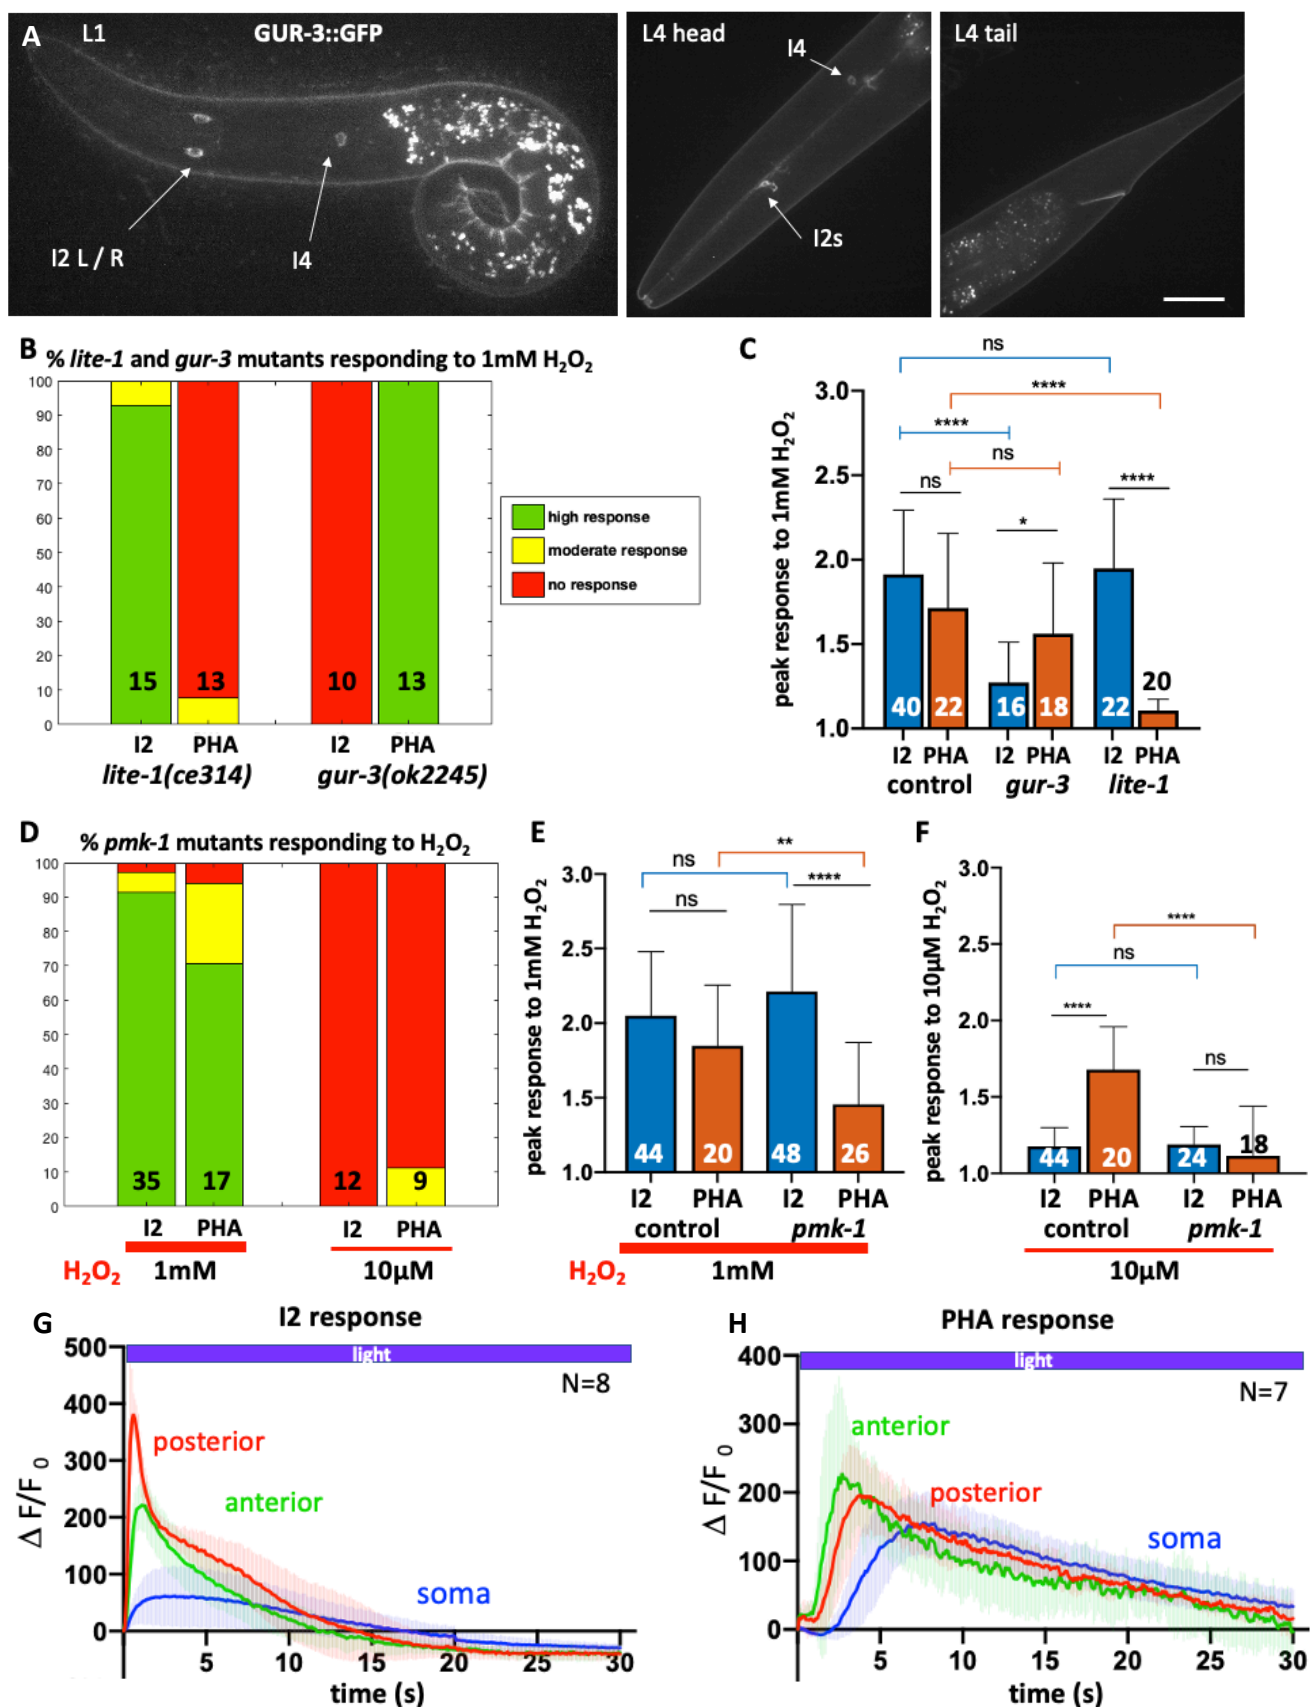 A
L1
GUR-3::GFP
I2 L / R
I4
L4 head
I4
I2s
L4 tail
B
% lite-1 and gur-3 mutants responding to 1mM H₂O₂
100
90
80
70
60
50
40
30
20
10
0
15
13
10
13
I2 PHA I2 PHA
lite-1(ce314) gur-3(ok2245)
high response
moderate response
no response
C
peak response to 1mM H₂O₂
3.0
2.5
2.0
1.5
1.0
ns
****
****
ns
ns
*
****
40
22
16
18
22
20
I2 PHA I2 PHA I2 PHA
control gur-3 lite-1
D
% pmk-1 mutants responding to H₂O₂
100
90
80
70
60
50
40
30
20
10
0
35
17
12
9
I2 PHA I2 PHA
H₂O₂ 1mM 10µM
E
peak response to 1mM H₂O₂
3.0
2.5
2.0
1.5
1.0
**
ns
****
ns
44
20
48
26
I2 PHA I2 PHA
control pmk-1
H₂O₂ 1mM
F
peak response to 10µM H₂O₂
3.0
2.5
2.0
1.5
1.0
****
ns
****
ns
44
20
24
18
I2 PHA I2 PHA
control pmk-1
10µM
G
I2 response
light
N=8
Δ F/F 0
500
400
300
200
100
0
posterior
anterior
soma
5 10 15 20 25 30
time (s)
H
PHA response
light
N=7
Δ F/F 0
400
300
200
100
0
anterior
posterior
soma
5 10 15 20 25 30
time (s)